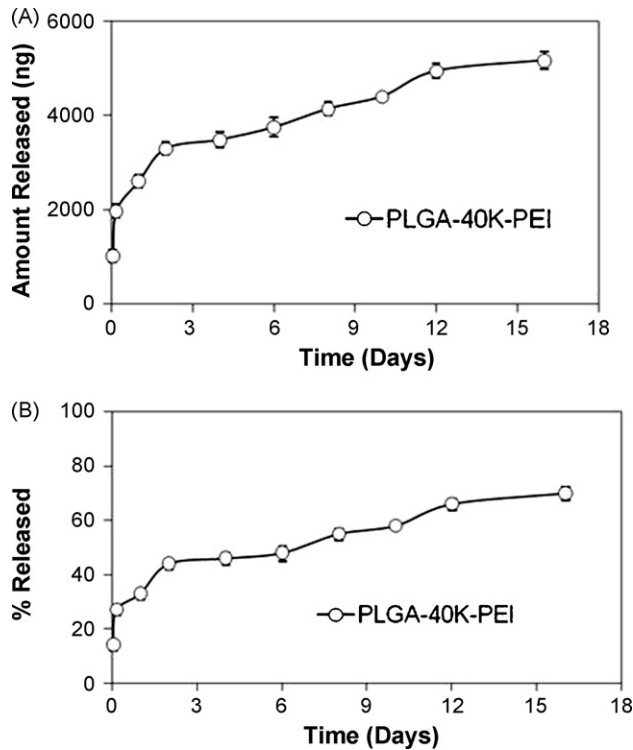 (A)
6000
4000
2000
0
Amount Released (ng)
PLGA-40K-PEI
0 3 6 9 12 15 18
Time (Days)
(B)
100
80
60
40
20
0
% Released
PLGA-40K-PEI
0 3 6 9 12 15 18
Time (Days)